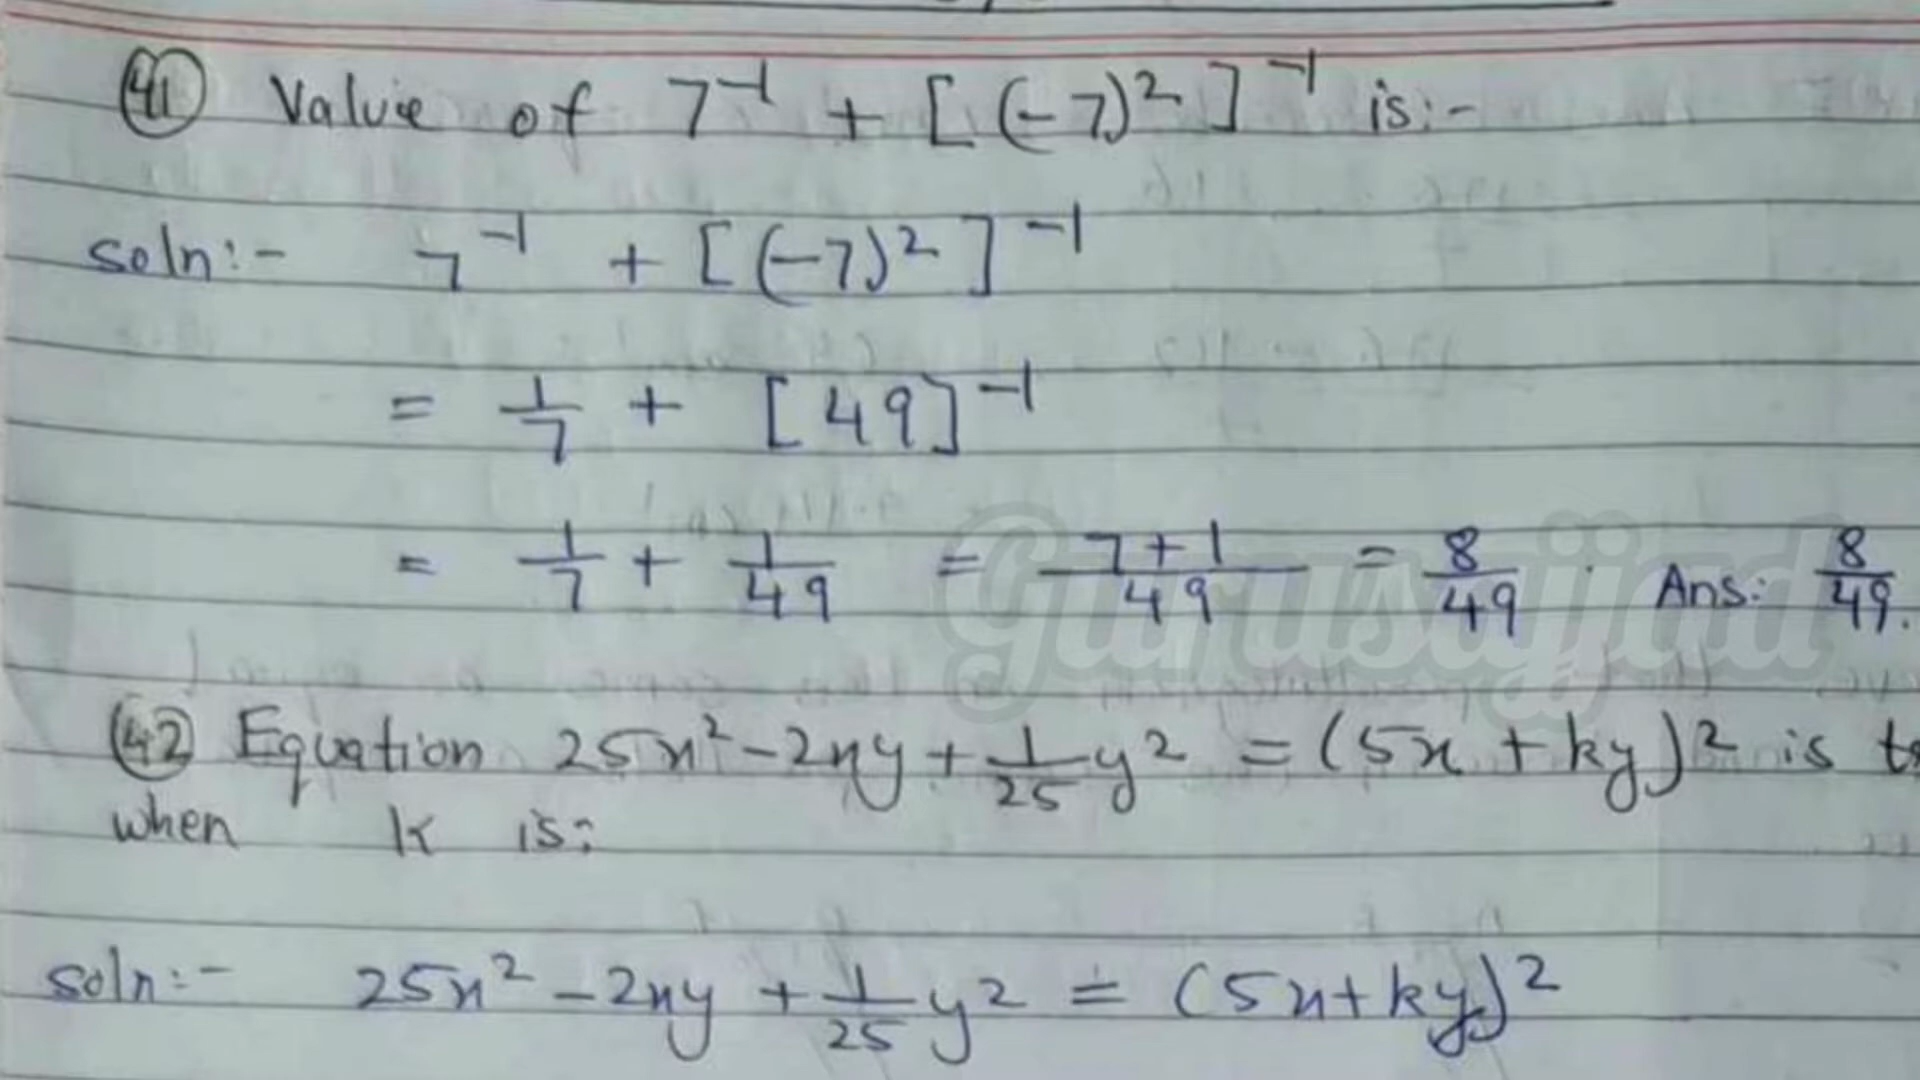 41 Value of 7⁻¹ + [(-7)²]⁻¹ is:-
soln:- 7⁻¹ + [(-7)²]⁻¹
= 1/7 + [49]⁻¹
= 1/7 + 1/49 = 7+1/49 = 8/49 . Ans: 8/49.
Gurusajjad
42 Equation 25x² - 2xy + 1/25 y² = (5x + ky)² is
when k is:
soln:- 25x² - 2xy + 1/25 y² = (5x + ky)²